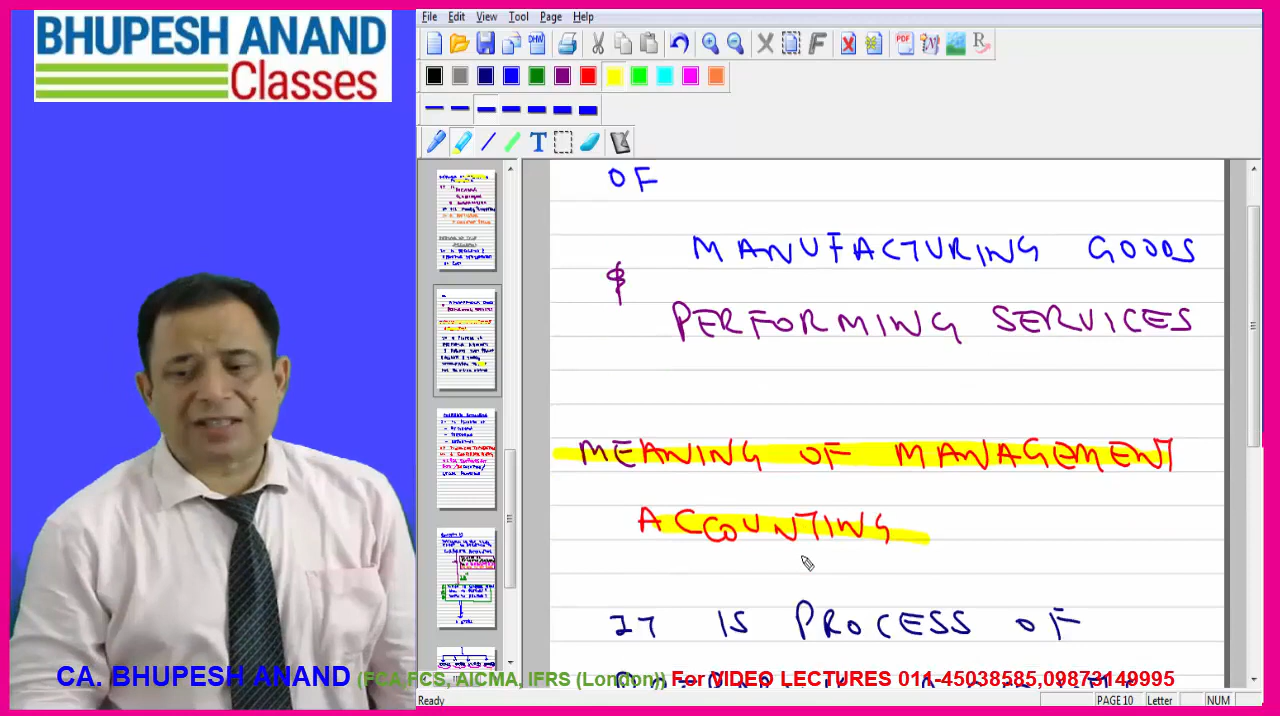 BHUPESH ANAND
Classes
File Edit View Tool Page Help
OF
MANUFACTURING GOODS
&
PERFORMING SERVICES
MEANING OF MANAGEMENT
ACCOUNTING
IT IS PROCESS OF
CA. BHUPESH ANAND (FCA,FCS, AICMA, IFRS (London)) For VIDEO LECTURES 011-45038585,09873149995
Ready PAGE 10 Letter NUM